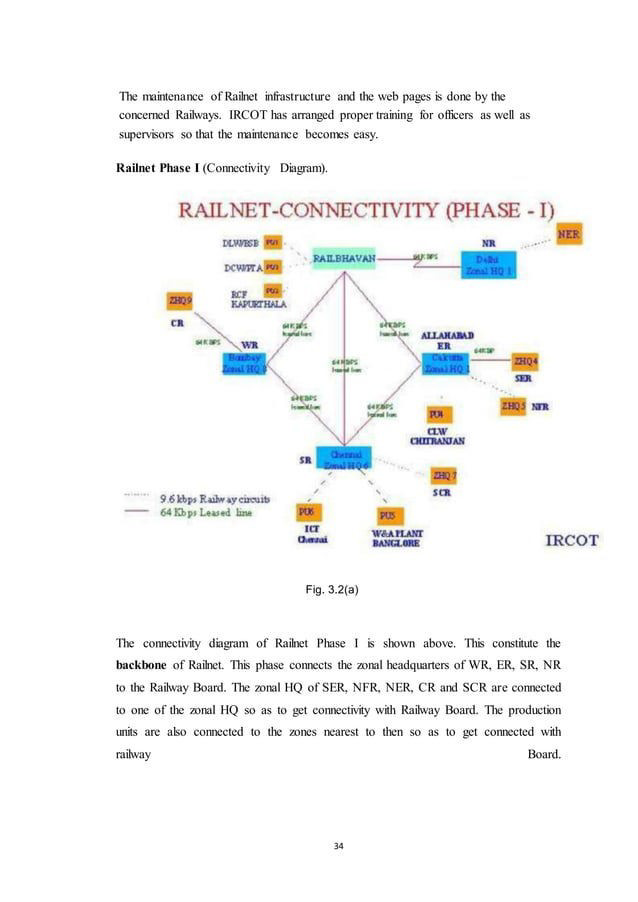 The maintenance of Railnet infrastructure and the web pages is done by the
concerned Railways. IRCOT has arranged proper training for officers as well as
supervisors so that the maintenance becomes easy.
Railnet Phase I (Connectivity Diagram).
RAILNET-CONNECTIVITY (PHASE - I)
NER
NR
DLW/BSB
RAILBHAVAN
64 KBPS
Delhi
Zonal HQ 1
DCW/PTA
RCF
KAPURTHALA
ZHQ9
CR
64 KBPS
64 KBPS
leased line
64 KBPS
leased line
ALLAHABAD
WR
ER
Bombay
Zonal HQ
64 KBPS
leased line
Calcutta
Zonal HQ 1
64 KBP
ZHQ4
SER
64 KBPS
leased line
64 KBPS
leased line
PU4
ZHQ5 NFR
CLW
CHITRANJAN
SR
Chennai
Zonal HQ 6
ZHQ 7
SCR
9.6 kbps Railway circuits
64 Kbps Leased line
PU6
ICF
Chennai
PU5
W&A PLANT
BANGLORE
IRCOT
Fig. 3.2(a)
The connectivity diagram of Railnet Phase I is shown above. This constitute the
backbone of Railnet. This phase connects the zonal headquarters of WR, ER, SR, NR
to the Railway Board. The zonal HQ of SER, NFR, NER, CR and SCR are connected
to one of the zonal HQ so as to get connectivity with Railway Board. The production
units are also connected to the zones nearest to then so as to get connected with
railway Board.
34